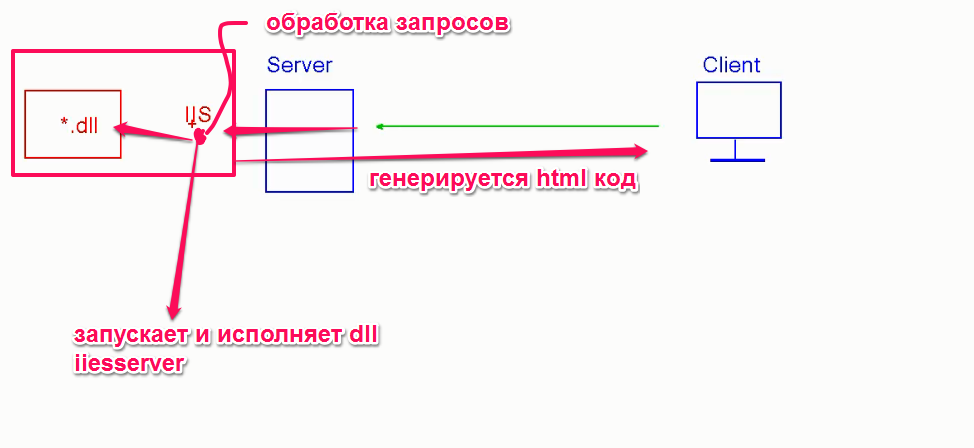 обработка запросов
Server
Client
*.dll
IIS
генерируется html код
запускает и исполняет dll
iiesserver